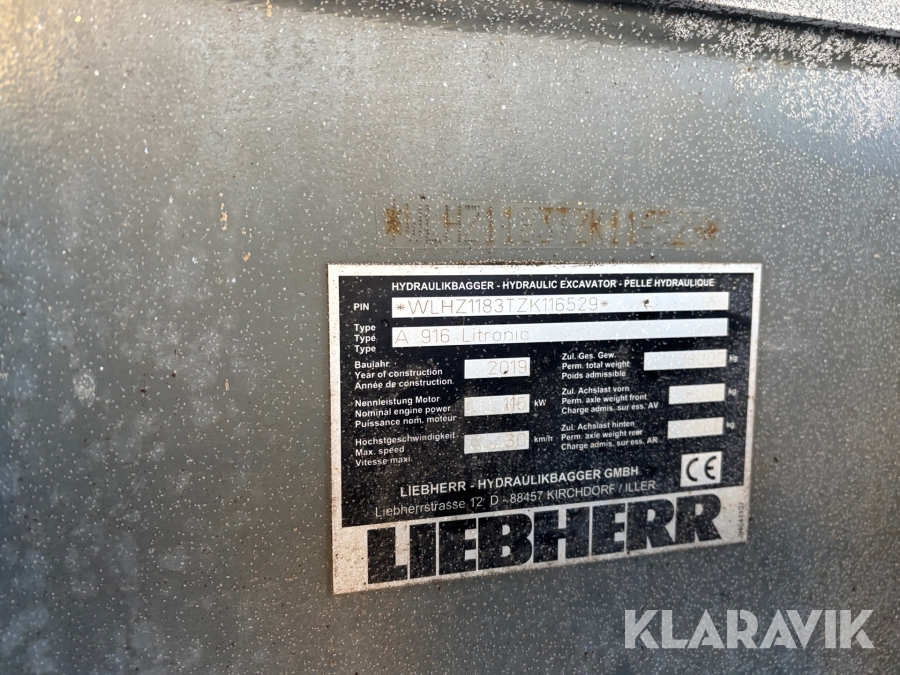 *WLHZ1183TZK116529*
HYDRAULIKBAGGER - HYDRAULIC EXCAVATOR - PELLE HYDRAULIQUE
PIN *WLHZ1183TZK116529*
Type
Type
Type
A 916 Litronic
Baujahr
Year of construction
Année de construction.
2019
Zul. Ges. Gew.
Perm. total weight
Poids admissible
kg
Nennleistung Motor
Nominal engine power
Puissance nom. moteur
115 kW
Zul. Achslast vorn
Perm. axle weight front
Charge admis. sur ess. AV
kg
Höchstgeschwindigkeit
Max. speed
Vitesse maxi.
30 km/h
Zul. Achslast hinten
Perm. axle weight rear
Charge admis. sur ess. AR
kg
LIEBHERR - HYDRAULIKBAGGER GMBH
Liebherrstrasse 12, D - 88457 KIRCHDORF / ILLER
CE
LIEBHERR
KLARAVIK